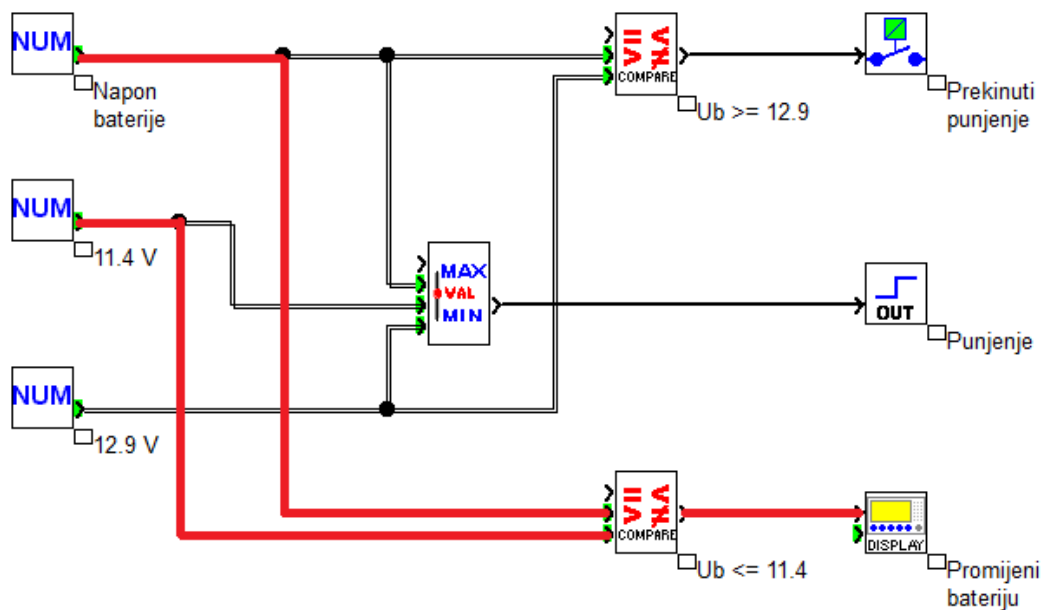 NUM
Napon
baterije
COMPARE
Ub >= 12.9
Prekinuti
punjenje
NUM
11.4 V
MAX
VAL
MIN
OUT
Punjenje
NUM
12.9 V
COMPARE
Ub <= 11.4
DISPLAY
Promijeni
bateriju